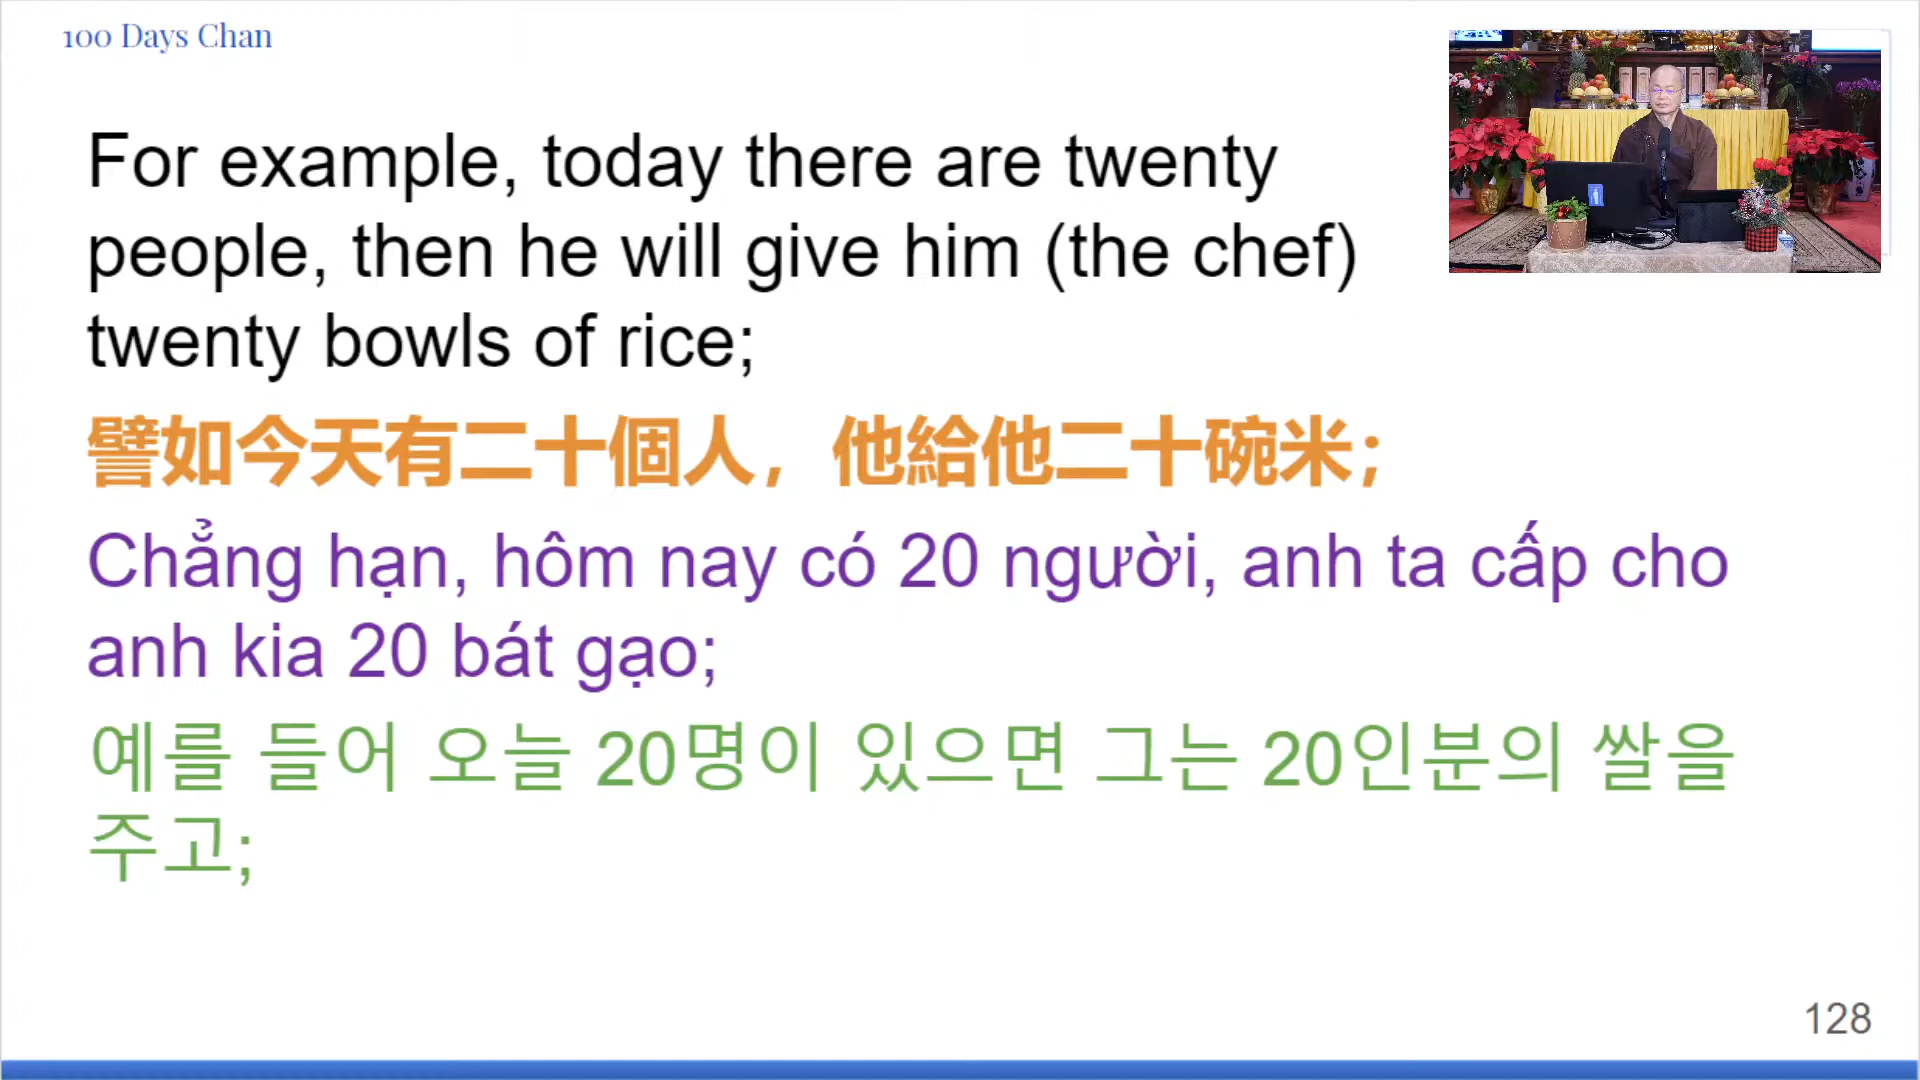 100 Days Chan
For example, today there are twenty
people, then he will give him (the chef)
twenty bowls of rice;
譬如今天有二十個人，他給他二十碗米；
Chẳng hạn, hôm nay có 20 người, anh ta cấp cho
anh kia 20 bát gạo;
예를 들어 오늘 20명이 있으면 그는 20인분의 쌀을
주고;
128